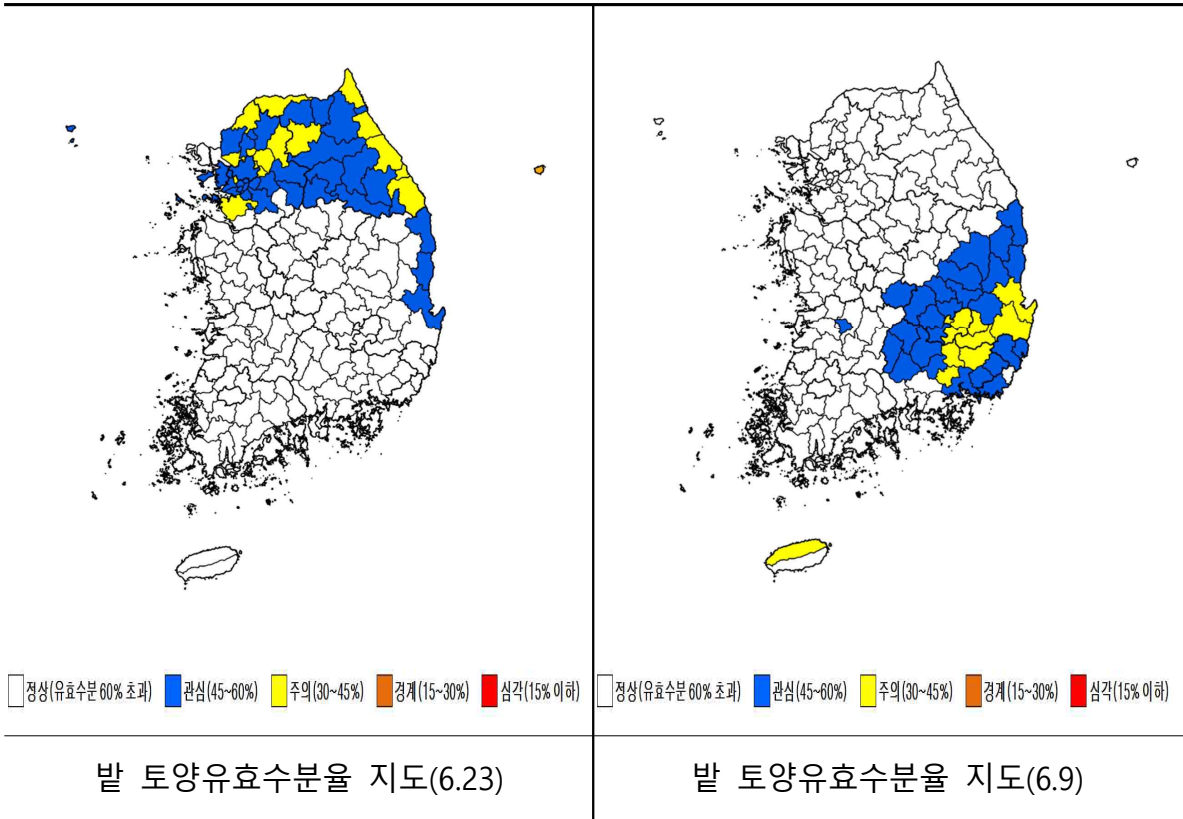 정상(유효수분 60% 초과) 관심(45~60%) 주의(30~45%) 경계(15~30%) 심각(15% 이하)
정상(유효수분 60% 초과) 관심(45~60%) 주의(30~45%) 경계(15~30%) 심각(15% 이하)
밭 토양유효수분율 지도(6.23)
밭 토양유효수분율 지도(6.9)